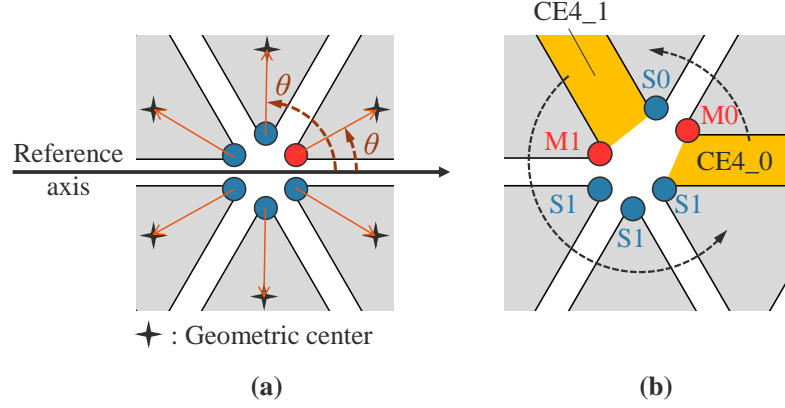 θ
θ
Reference
axis
: Geometric center
(a)
CE4_1
S0
M0
M1
CE4_0
S1
S1
S1
(b)